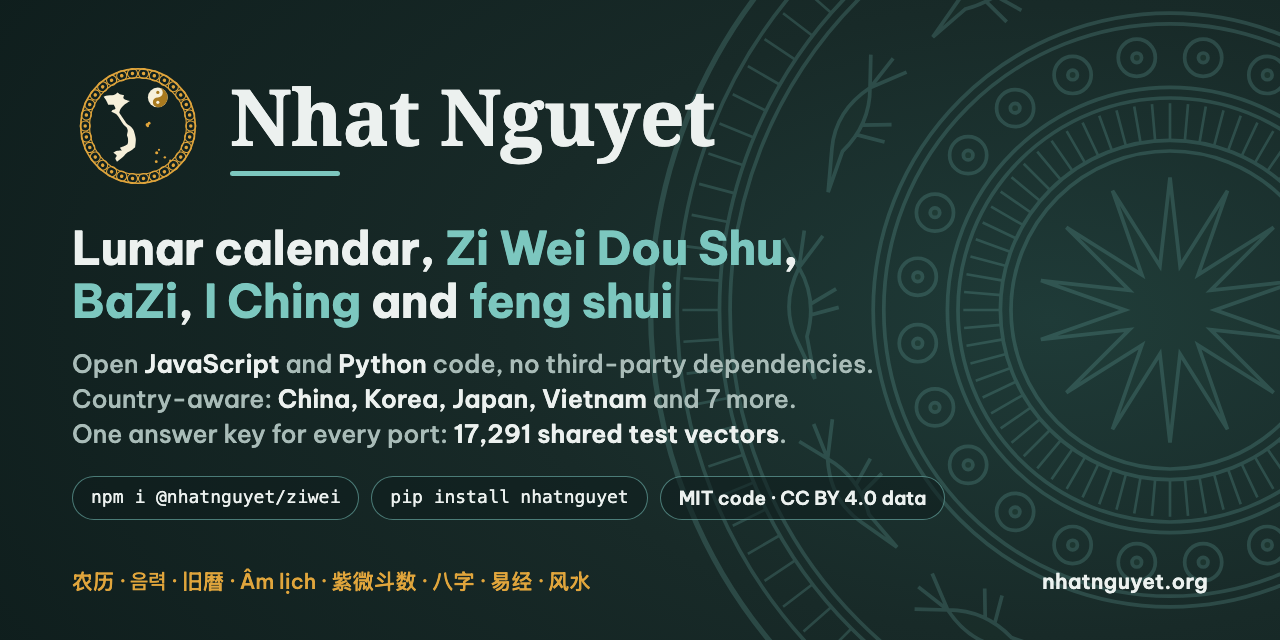 Nhat Nguyet
Lunar calendar, Zi Wei Dou Shu,
BaZi, I Ching and feng shui
Open JavaScript and Python code, no third-party dependencies.
Country-aware: China, Korea, Japan, Vietnam and 7 more.
One answer key for every port: 17,291 shared test vectors.
npm i @nhatnguyet/ziwei
pip install nhatnguyet
MIT code · CC BY 4.0 data
农历 · 음력 · 旧暦 · Âm lịch · 紫微斗数 · 八字 · 易经 · 风水
nhatnguyet.org